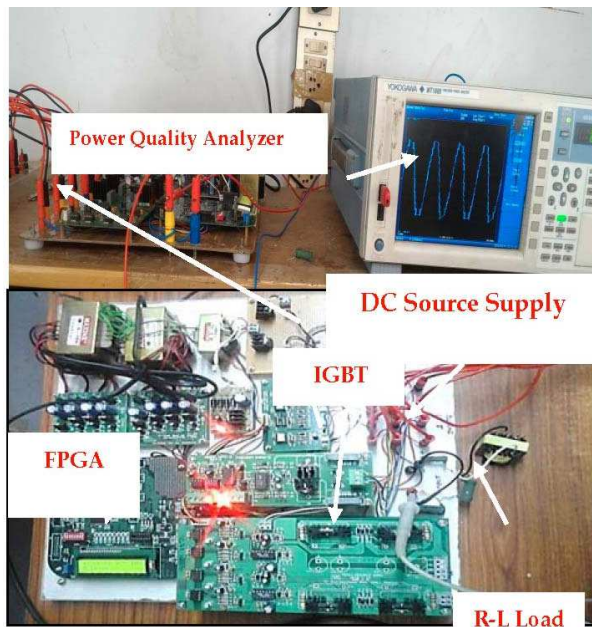 YOKOGAWA
Power Quality Analyzer
DC Source Supply
IGBT
FPGA
R-L Load